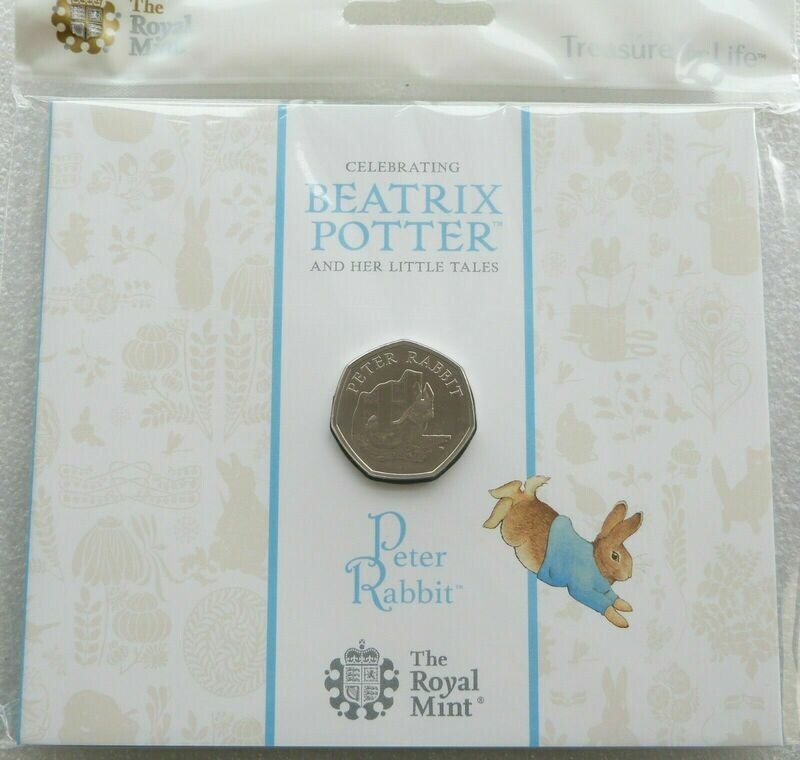 The
Royal
Mint®
Treasure for Life™
CELEBRATING
BEATRIX
POTTER™
AND HER LITTLE TALES
PETER RABBIT
Peter
Rabbit™
The
Royal
Mint®